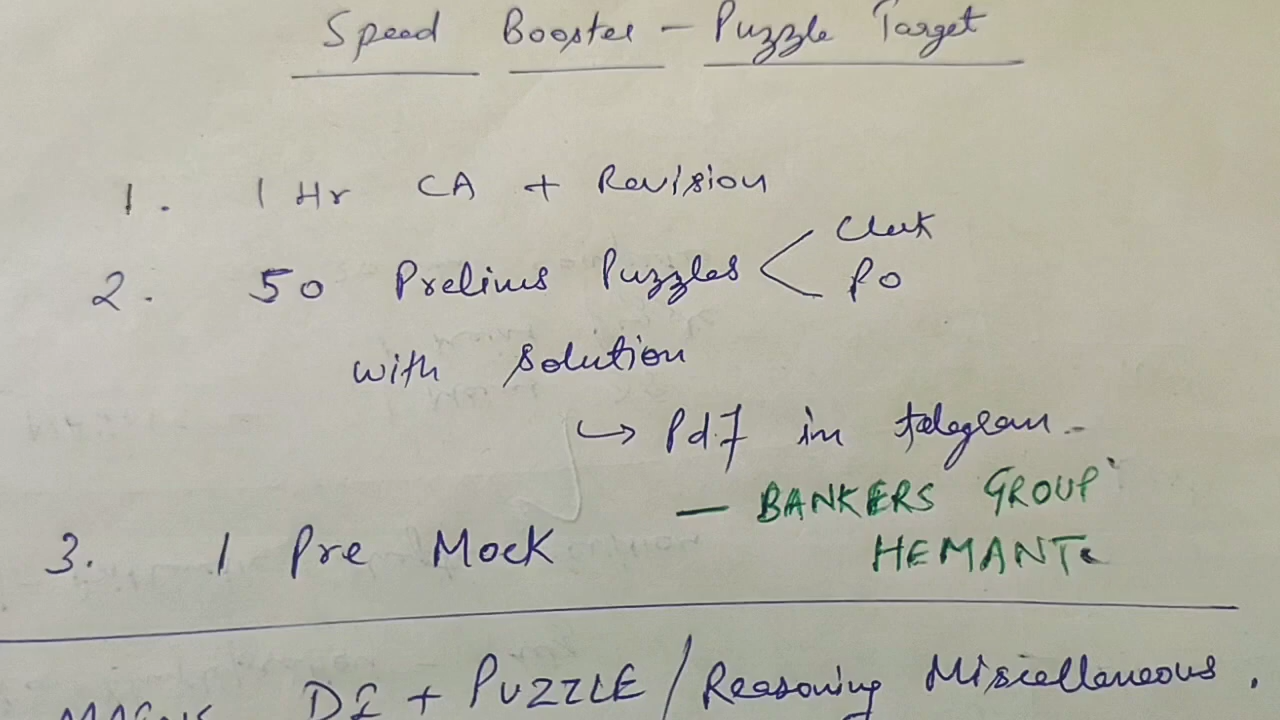 Speed Booster - Puzzle Target
1. 1 Hr CA + Revision
2. 50 Prelims Puzzles < Clerk
PO
with solution
↳ Pdf in telegram.
- BANKERS GROUP
HEMANT
3. 1 Pre Mock
MAINS DI + PUZZLE / Reasoning Miscellaneous.